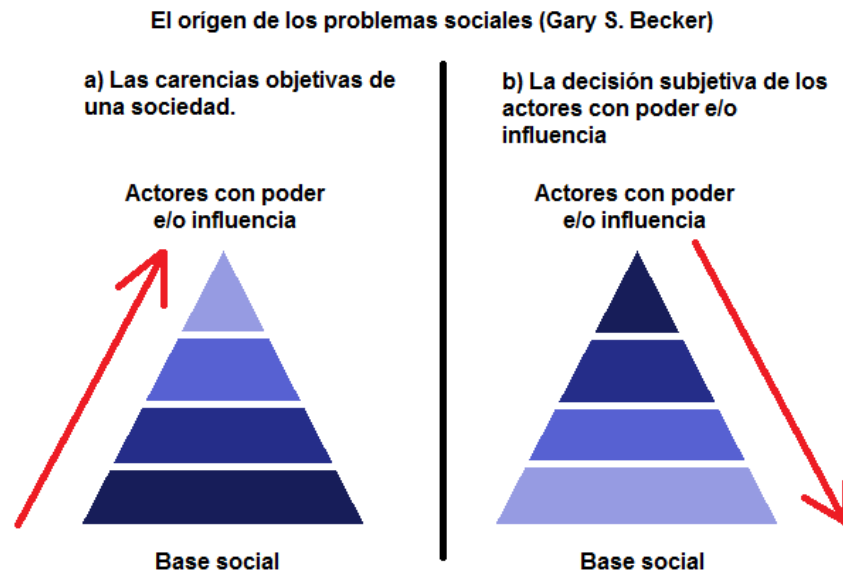 El orígen de los problemas sociales (Gary S. Becker)
a) Las carencias objetivas de
una sociedad.
Actores con poder
e/o influencia
Base social
b) La decisión subjetiva de los
actores con poder e/o
influencia
Actores con poder
e/o influencia
Base social